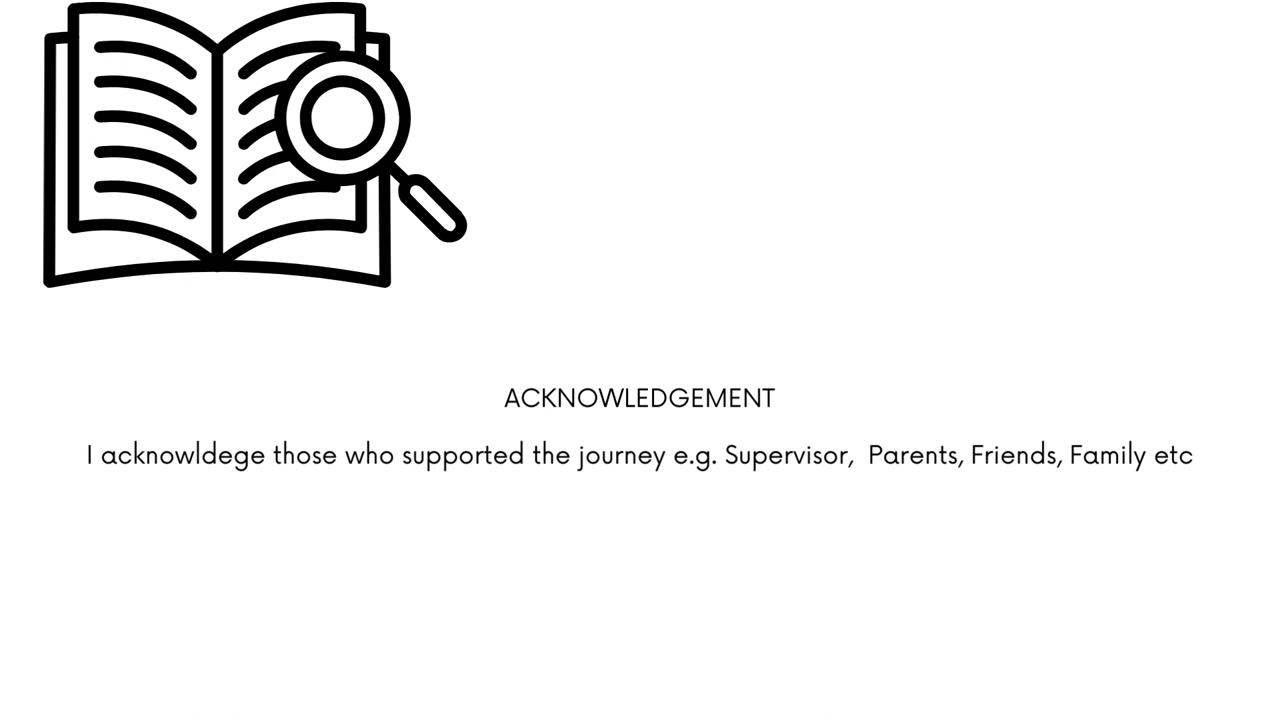 ACKNOWLEDGEMENT
I acknowldege those who supported the journey e.g. Supervisor,  Parents, Friends, Family etc